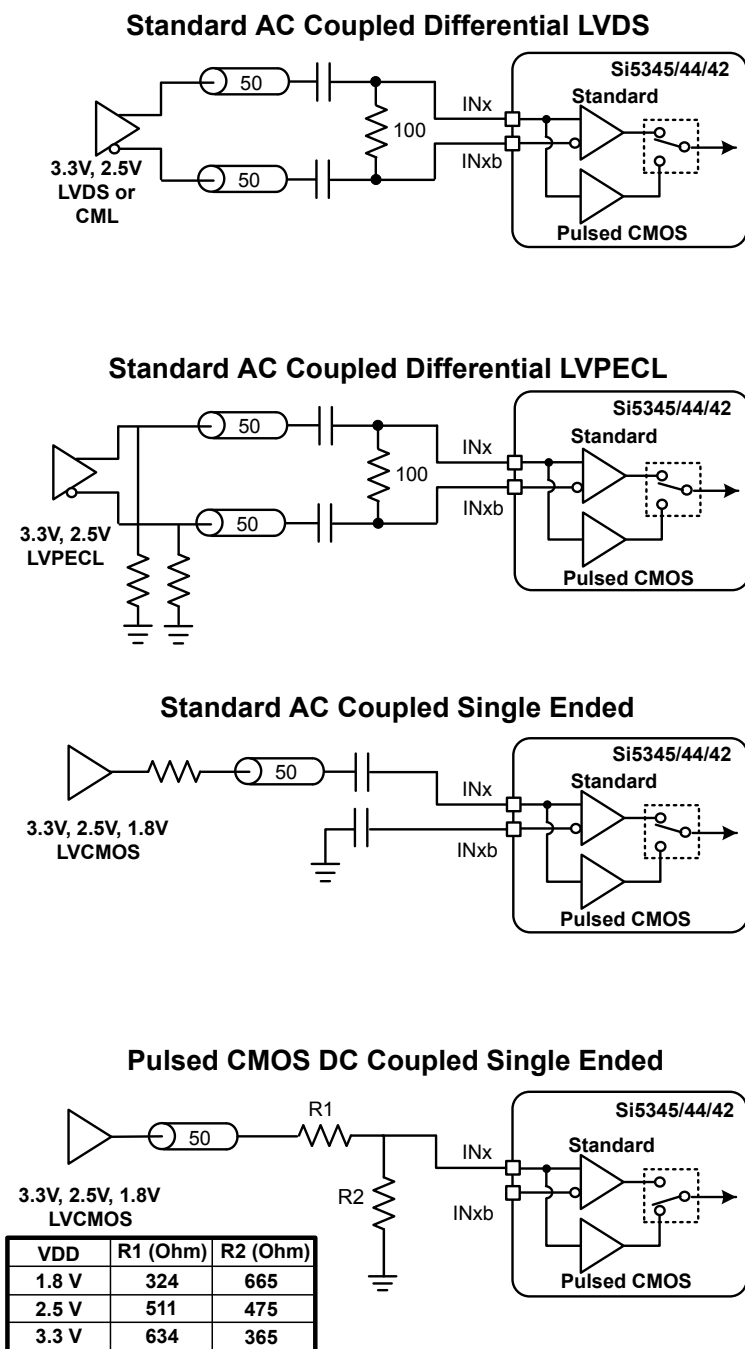 Standard AC Coupled Differential LVDS
50
50
100
3.3V, 2.5V
LVDS or
CML
INx
INxb
Si5345/44/42
Standard
Pulsed CMOS
Standard AC Coupled Differential LVPECL
50
50
100
3.3V, 2.5V
LVPECL
INx
INxb
Si5345/44/42
Standard
Pulsed CMOS
Standard AC Coupled Single Ended
50
3.3V, 2.5V, 1.8V
LVCMOS
INx
INxb
Si5345/44/42
Standard
Pulsed CMOS
Pulsed CMOS DC Coupled Single Ended
50
R1
R2
3.3V, 2.5V, 1.8V
LVCMOS
INx
INxb
Si5345/44/42
Standard
Pulsed CMOS
VDD R1 (Ohm) R2 (Ohm)
1.8 V 324 665
2.5 V 511 475
3.3 V 634 365